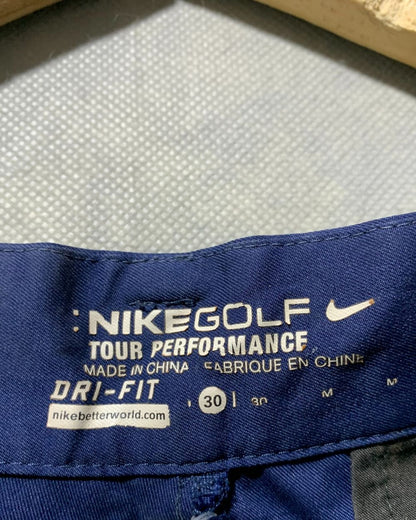 : NIKEGOLF
TOUR PERFORMANCE
MADE IN CHINA FABRIQUE EN CHINE
DRI-FIT
30 | 30 M M
nikebetterworld.com